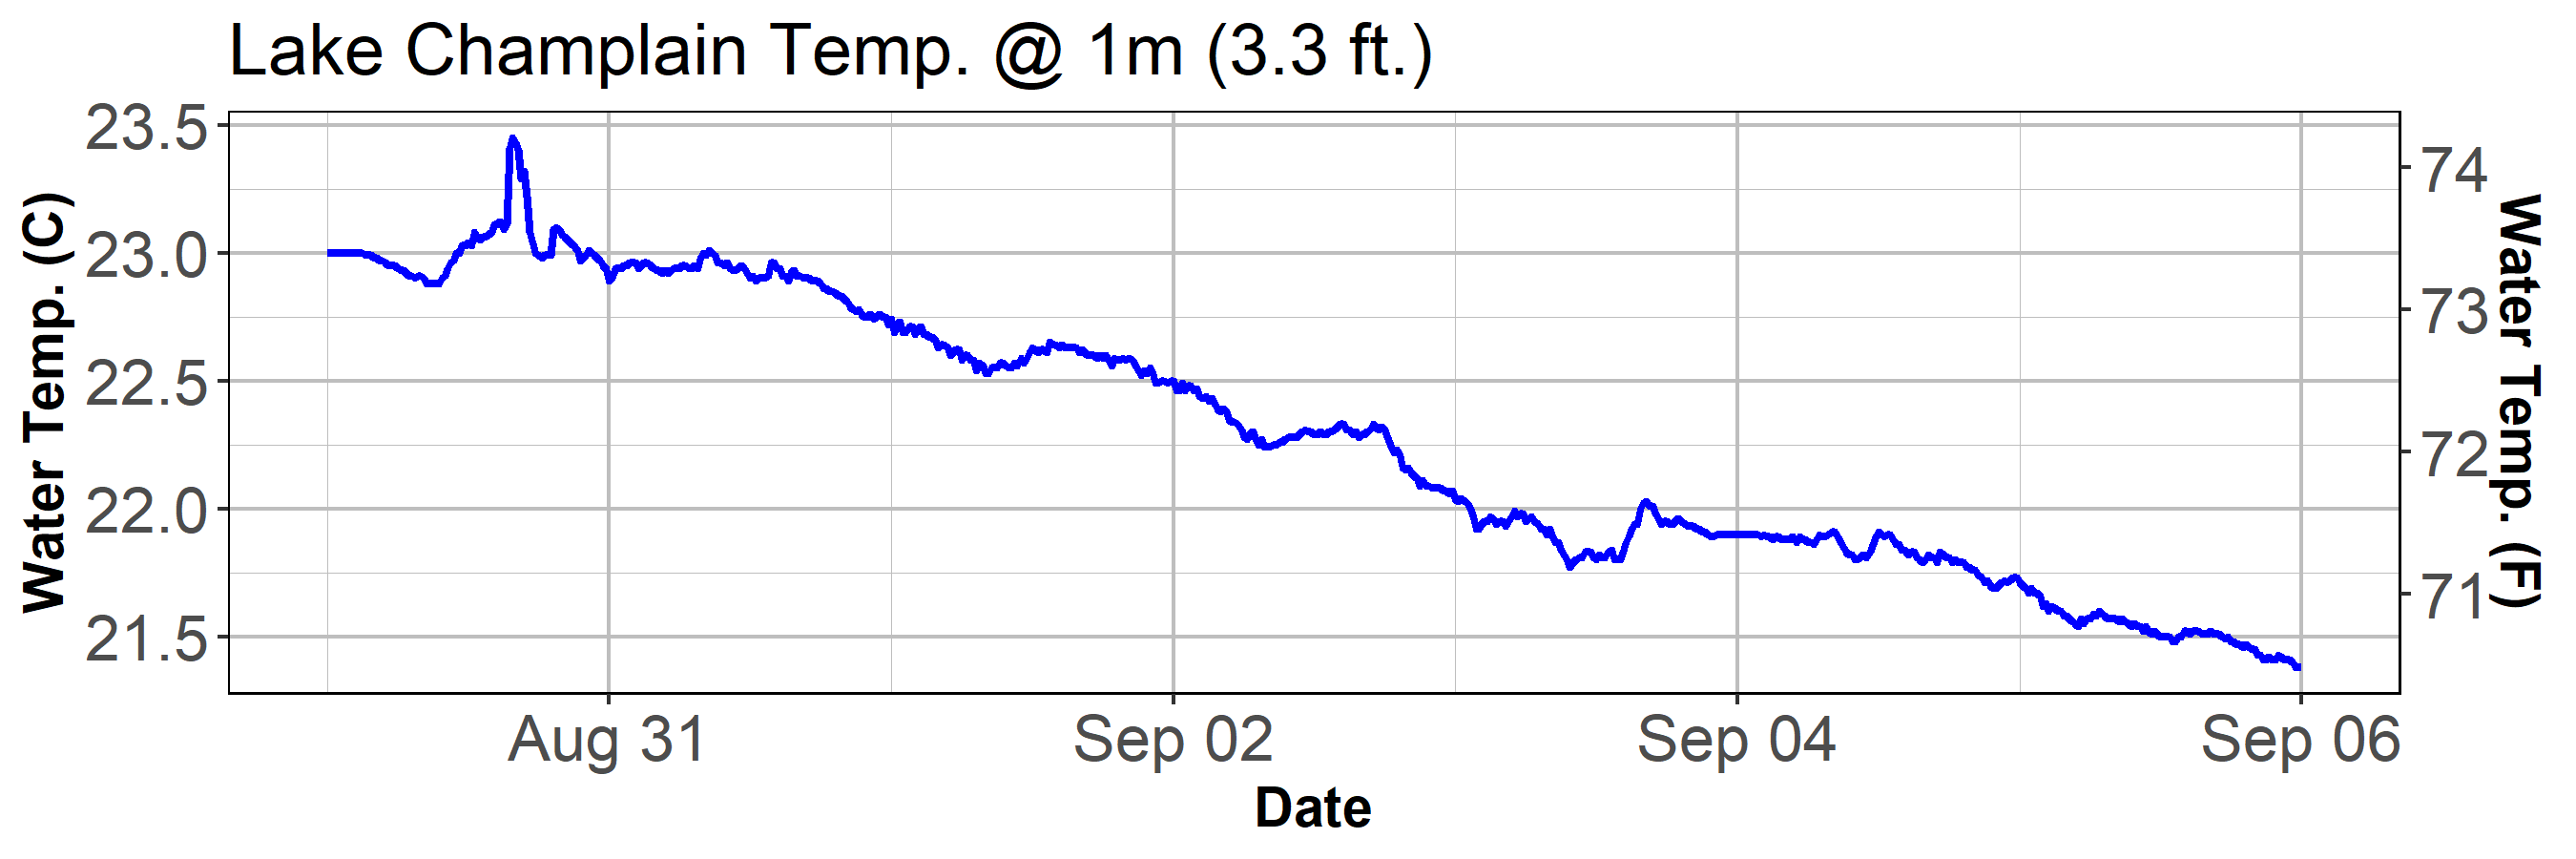 Lake Champlain Temp. @ 1m (3.3 ft.)
Water Temp. (C)
23.5
23.0
22.5
22.0
21.5
74
73
72
71
Water Temp. (F)
Aug 31
Sep 02
Sep 04
Sep 06
Date